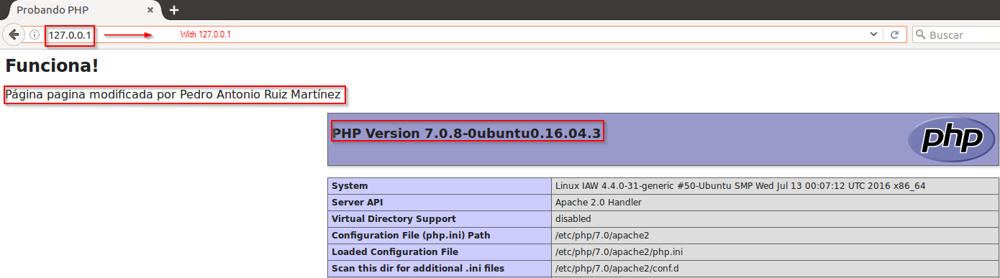 Probando PHP
127.0.0.1
With 127.0.0.1
Buscar
Funciona!
Página pagina modificada por Pedro Antonio Ruiz Martínez
PHP Version 7.0.8-0ubuntu0.16.04.3
php
System Linux IAW 4.4.0-31-generic #50-Ubuntu SMP Wed Jul 13 00:07:12 UTC 2016 x86_64
Server API Apache 2.0 Handler
Virtual Directory Support disabled
Configuration File (php.ini) Path /etc/php/7.0/apache2
Loaded Configuration File /etc/php/7.0/apache2/php.ini
Scan this dir for additional .ini files /etc/php/7.0/apache2/conf.d